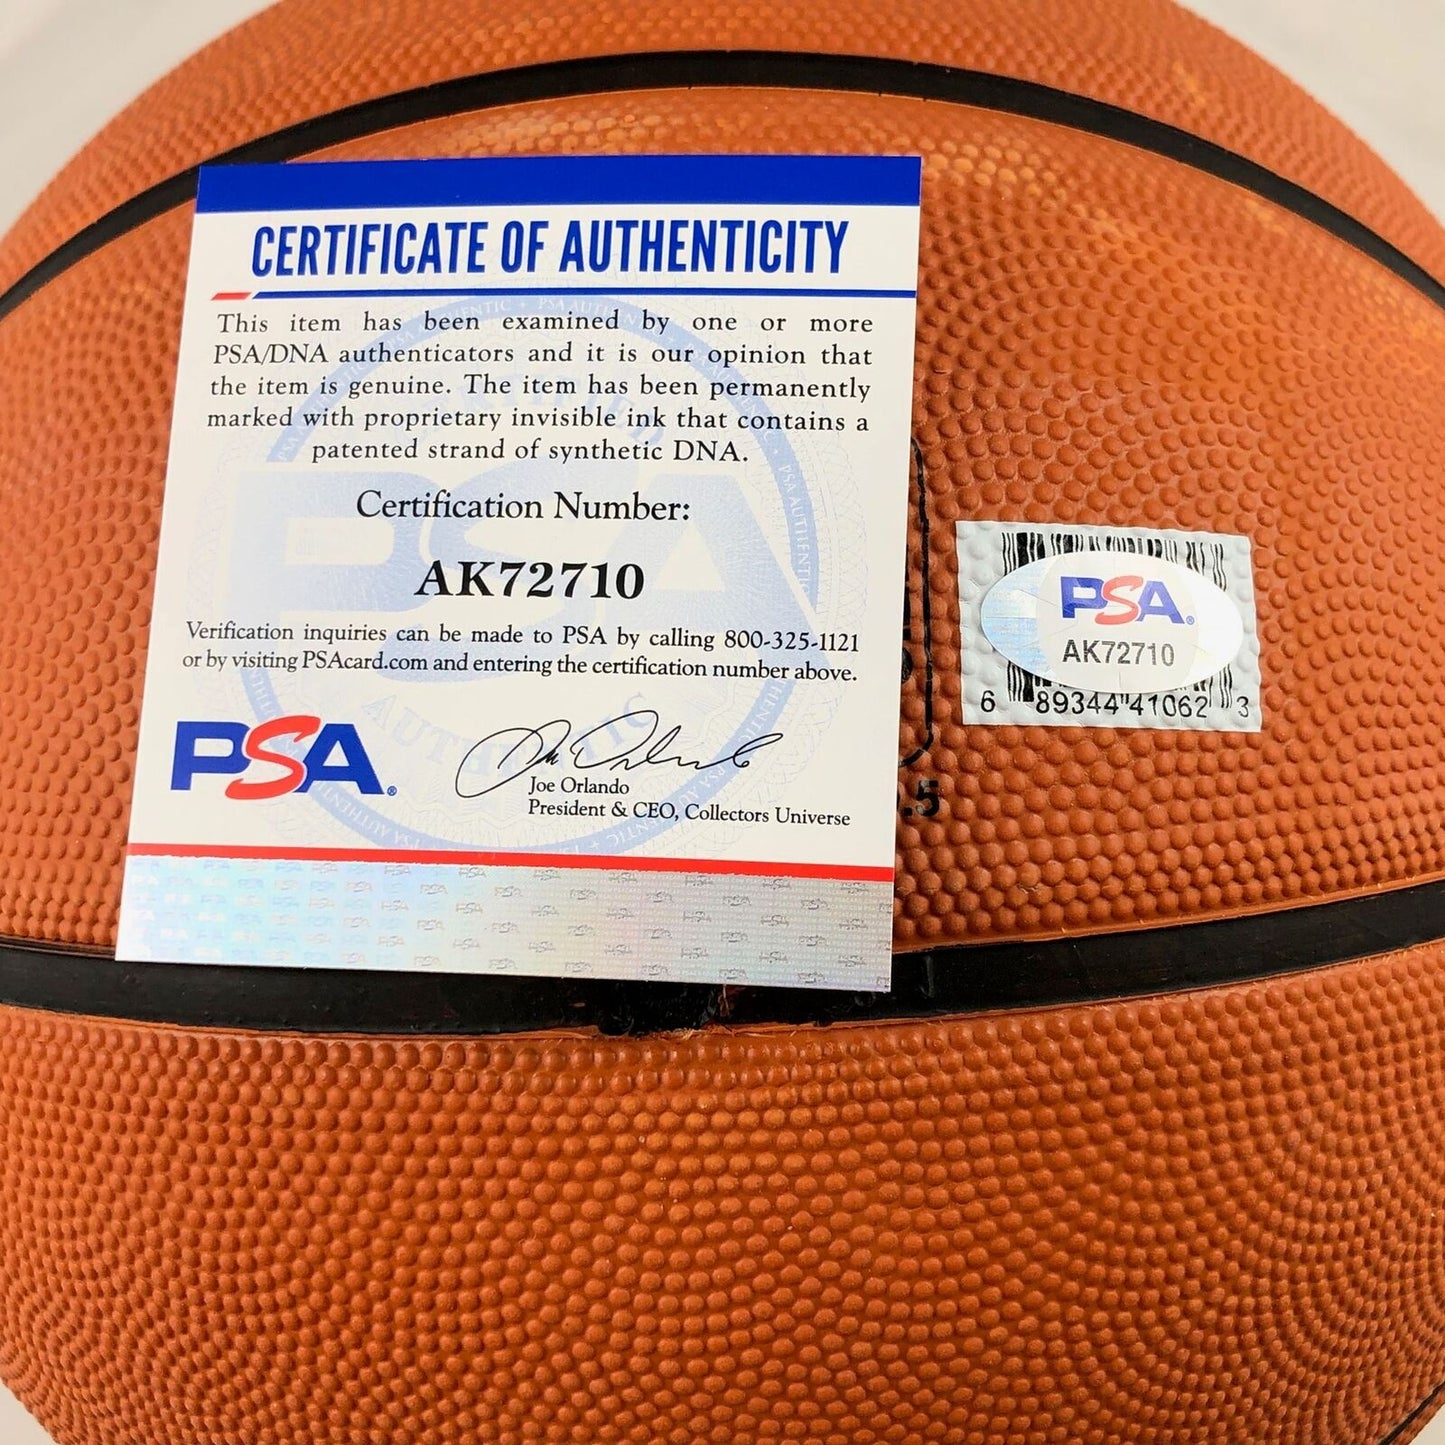 CERTIFICATE OF AUTHENTICITY
This item has been examined by one or more
PSA/DNA authenticators and it is our opinion that
the item is genuine. The item has been permanently
marked with proprietary invisible ink that contains a
patented strand of synthetic DNA.
Certification Number:
AK72710
Verification inquiries can be made to PSA by calling 800-325-1121
or by visiting PSAcard.com and entering the certification number above.
PSA®
Joe Orlando
President & CEO, Collectors Universe
PSA®
AK72710
6 89344 41062 3
.5